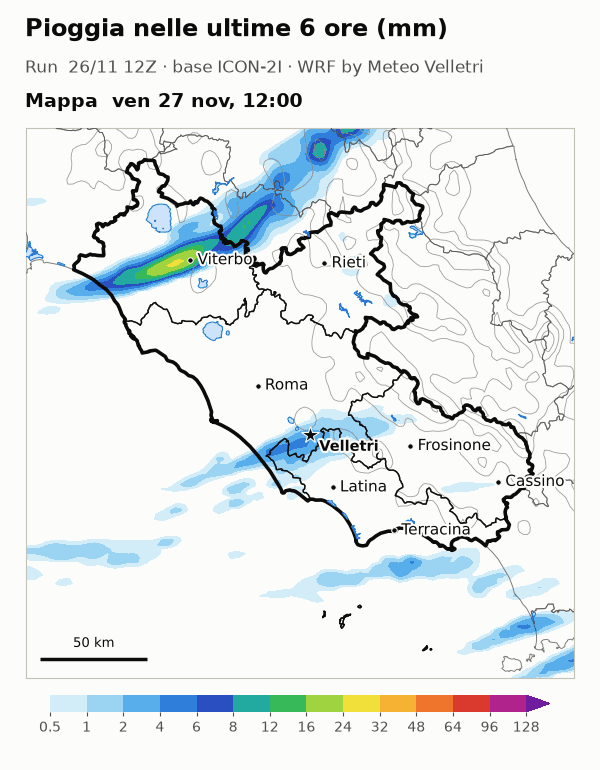 Pioggia nelle ultime 6 ore (mm)
Run  26/11 12Z · base ICON-2I · WRF by Meteo Velletri
Mappa  ven 27 nov, 12:00
Viterbo
Rieti
Roma
Velletri
Frosinone
Latina
Cassino
Terracina
50 km
0.5 1 2 4 6 8 12 16 24 32 48 64 96 128